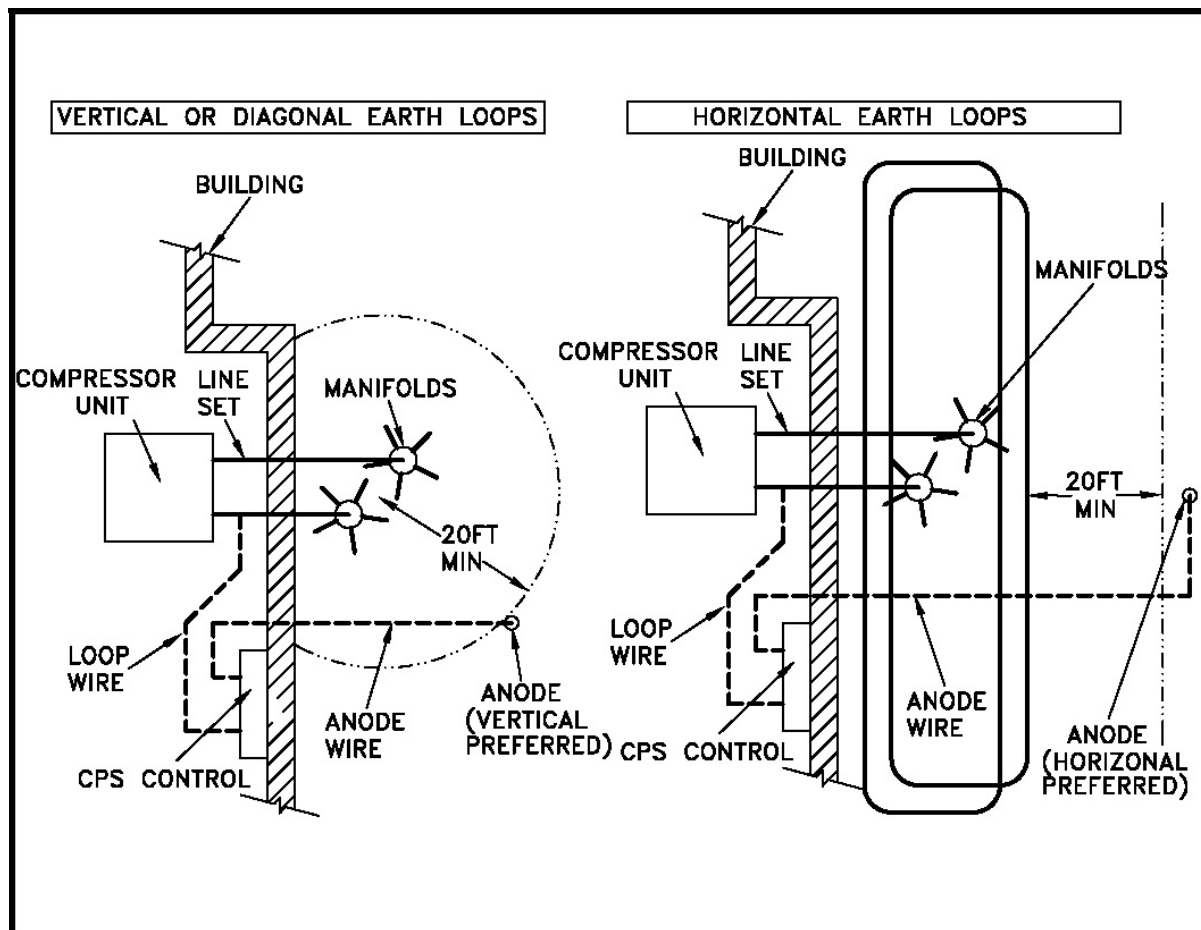 VERTICAL OR DIAGONAL EARTH LOOPS
BUILDING
COMPRESSOR
UNIT
LINE
SET
MANIFOLDS
20FT
MIN
LOOP
WIRE
ANODE
WIRE
ANODE
(VERTICAL
PREFERRED)
CPS CONTROL
HORIZONTAL EARTH LOOPS
BUILDING
MANIFOLDS
COMPRESSOR
UNIT
LINE
SET
20FT
MIN
LOOP
WIRE
ANODE
WIRE
ANODE
(HORIZONAL
PREFERRED)
CPS CONTROL